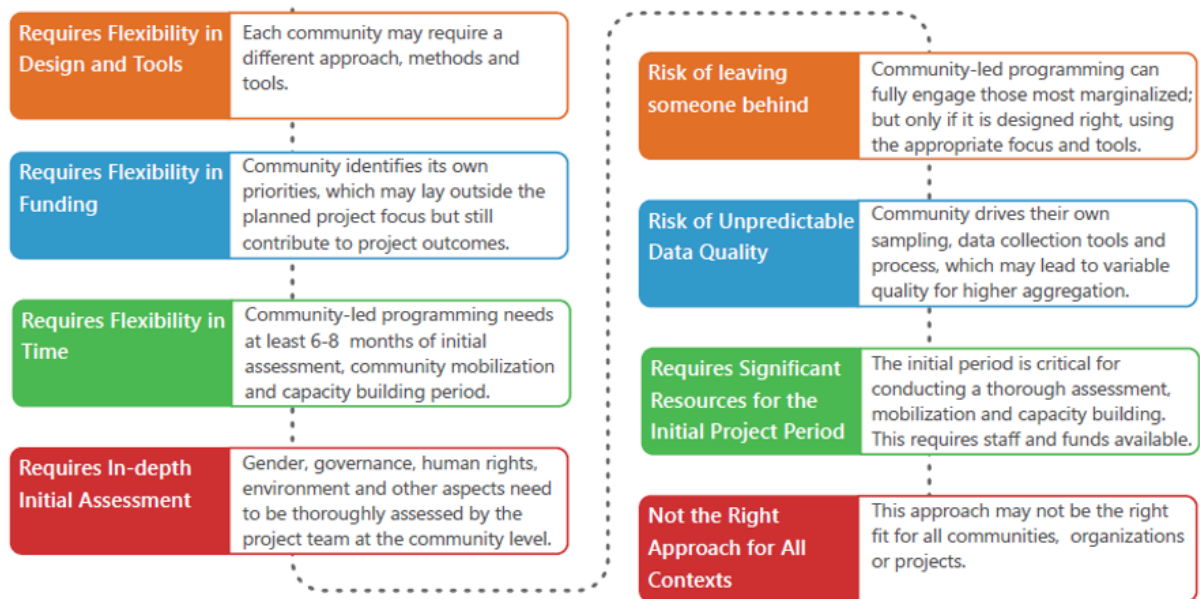 Requires Flexibility in
Design and Tools
Each community may require a
different approach, methods and
tools.
Requires Flexibility in
Funding
Community identifies its own
priorities, which may lay outside the
planned project focus but still
contribute to project outcomes.
Requires Flexibility in
Time
Community-led programming needs
at least 6-8 months of initial
assessment, community mobilization
and capacity building period.
Requires In-depth
Initial Assessment
Gender, governance, human rights,
environment and other aspects need
to be thoroughly assessed by the
project team at the community level.
Risk of leaving
someone behind
Community-led programming can
fully engage those most marginalized;
but only if it is designed right, using
the appropriate focus and tools.
Risk of Unpredictable
Data Quality
Community drives their own
sampling, data collection tools and
process, which may lead to variable
quality for higher aggregation.
Requires Significant
Resources for the
Initial Project Period
The initial period is critical for
conducting a thorough assessment,
mobilization and capacity building.
This requires staff and funds available.
Not the Right
Approach for All
Contexts
This approach may not be the right
fit for all communities, organizations
or projects.